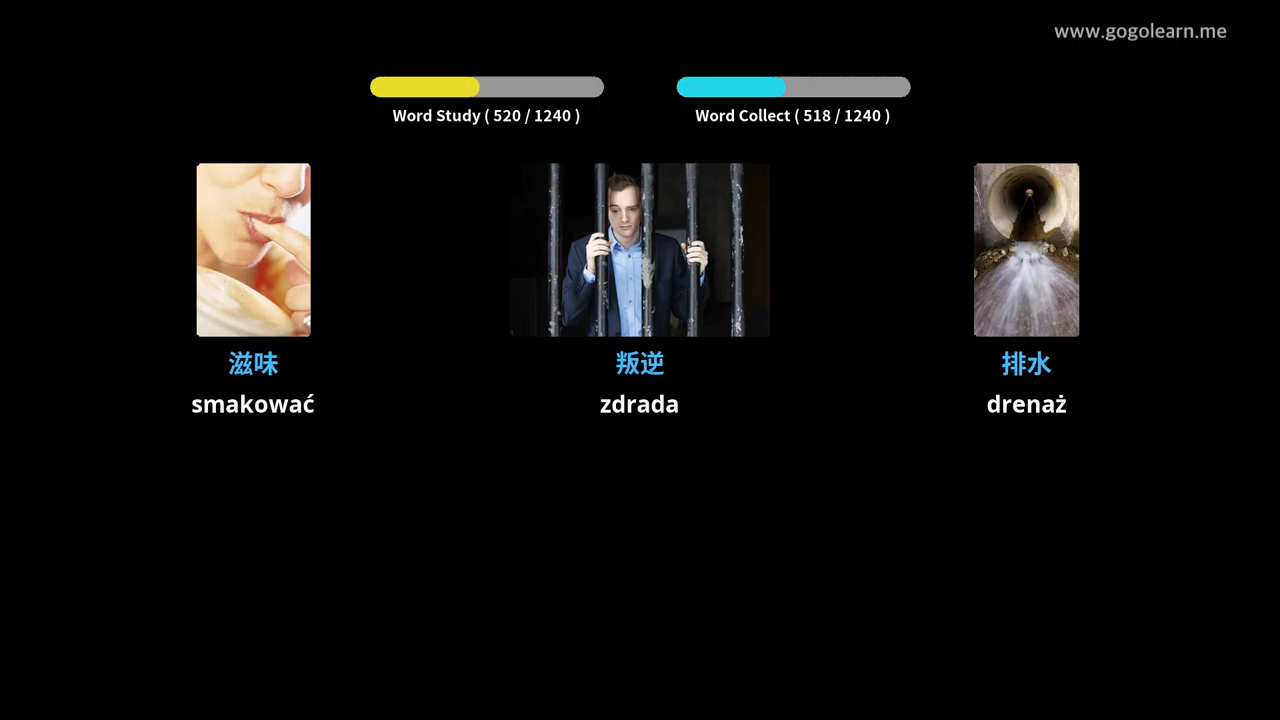 www.gogolearn.me
Word Study ( 520 / 1240 )
Word Collect ( 518 / 1240 )
滋味
叛逆
排水
smakować
zdrada
drenaż